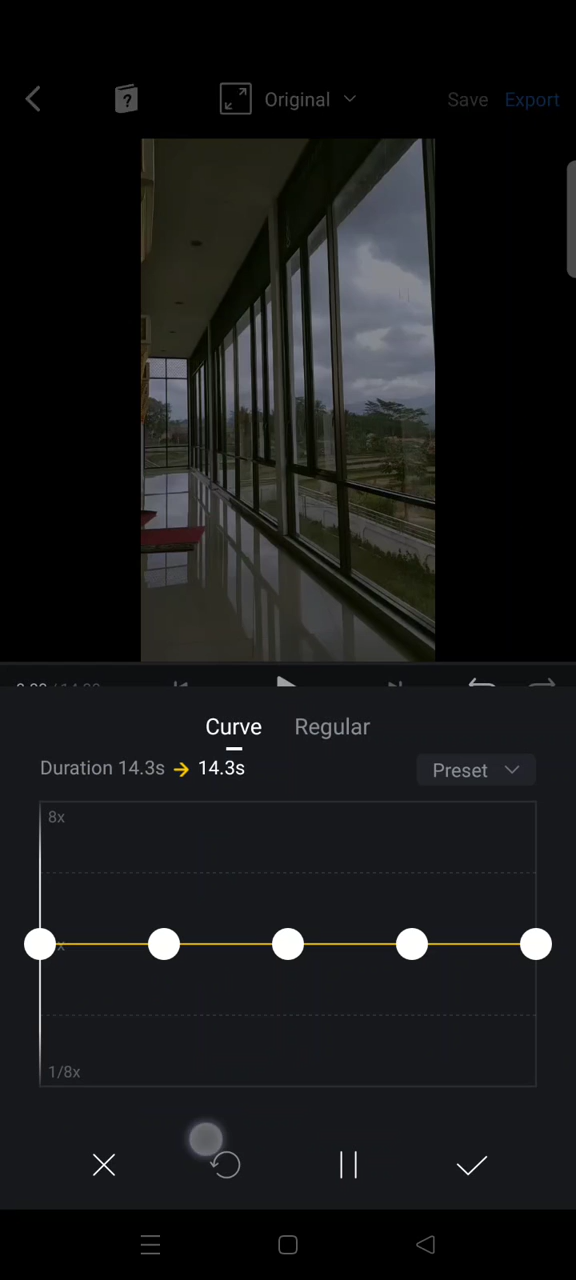 ?
Original
Save
Export
Curve
Regular
Duration 14.3s → 14.3s
Preset
8x
1/8x